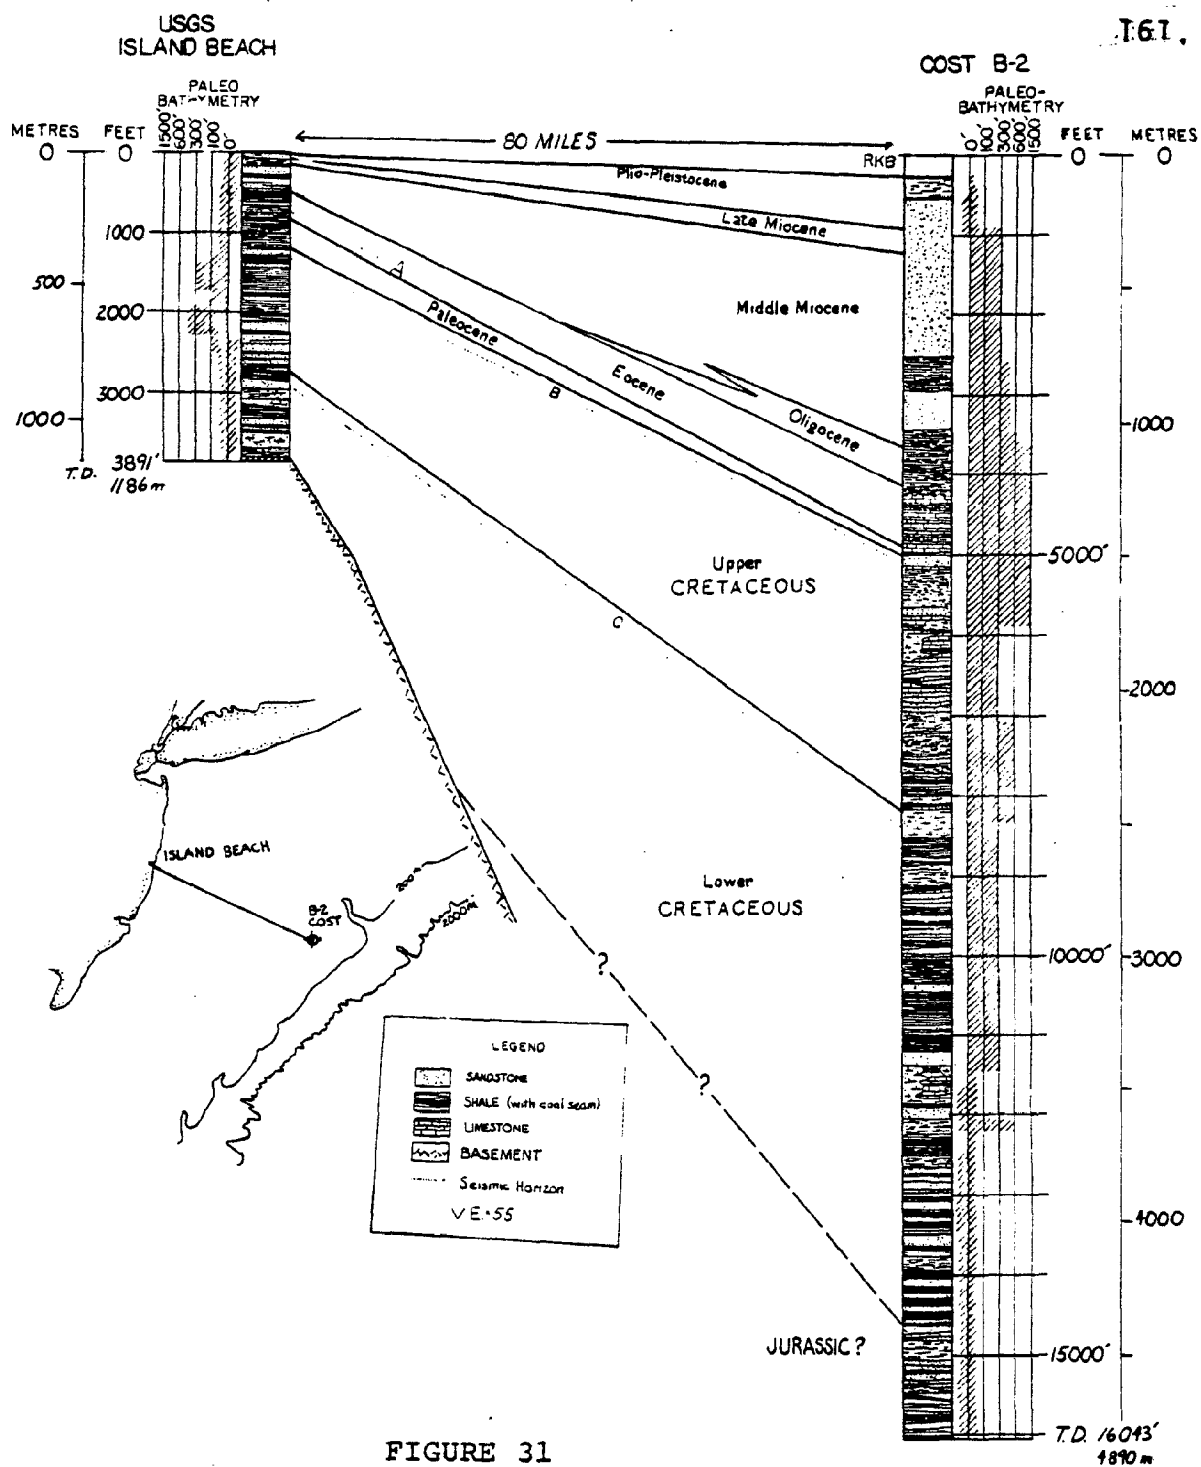 161.
USGS
ISLAND BEACH
COST B-2
PALEO
BATHYMETRY
PALEO-
BATHYMETRY
METRES FEET 1500' 600' 300' 100' 0'
0' 100' 300' 600' 1500' FEET METRES
80 MILES
RKB
0 0
0 0
Plio-Pleistocene
Late Miocene
1000
A
500
Middle Miocene
2000
Paleocene
Eocene
B
3000
Oligocene
1000
1000
T.D. 3891'
1186 m
5000'
Upper
CRETACEOUS
C
2000
ISLAND BEACH
Lower
CRETACEOUS
200m
B-2
COST
2000m
?
10000'
3000
LEGEND
SANDSTONE
SHALE (with coal seam)
LIMESTONE
BASEMENT
Seismic Horizon
V.E.=55
?
4000
JURASSIC?
15000'
T.D. 16043'
4890 m
FIGURE 31